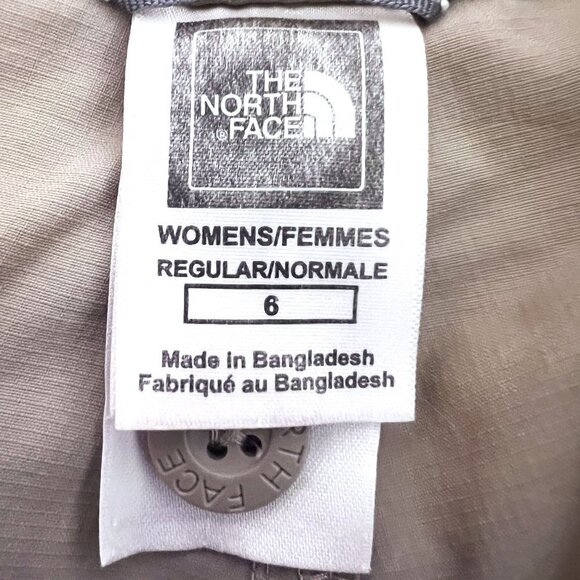 THE
NORTH
FACE
WOMENS/FEMMES
REGULAR/NORMALE
6
Made in Bangladesh
Fabriqué au Bangladesh
RTH FACE